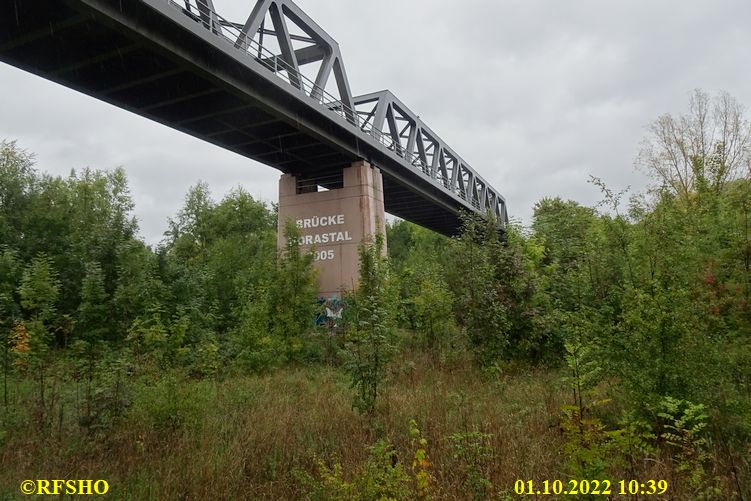 BRÜCKE
ORASTAL
005
©RFSHO
01.10.2022 10:39